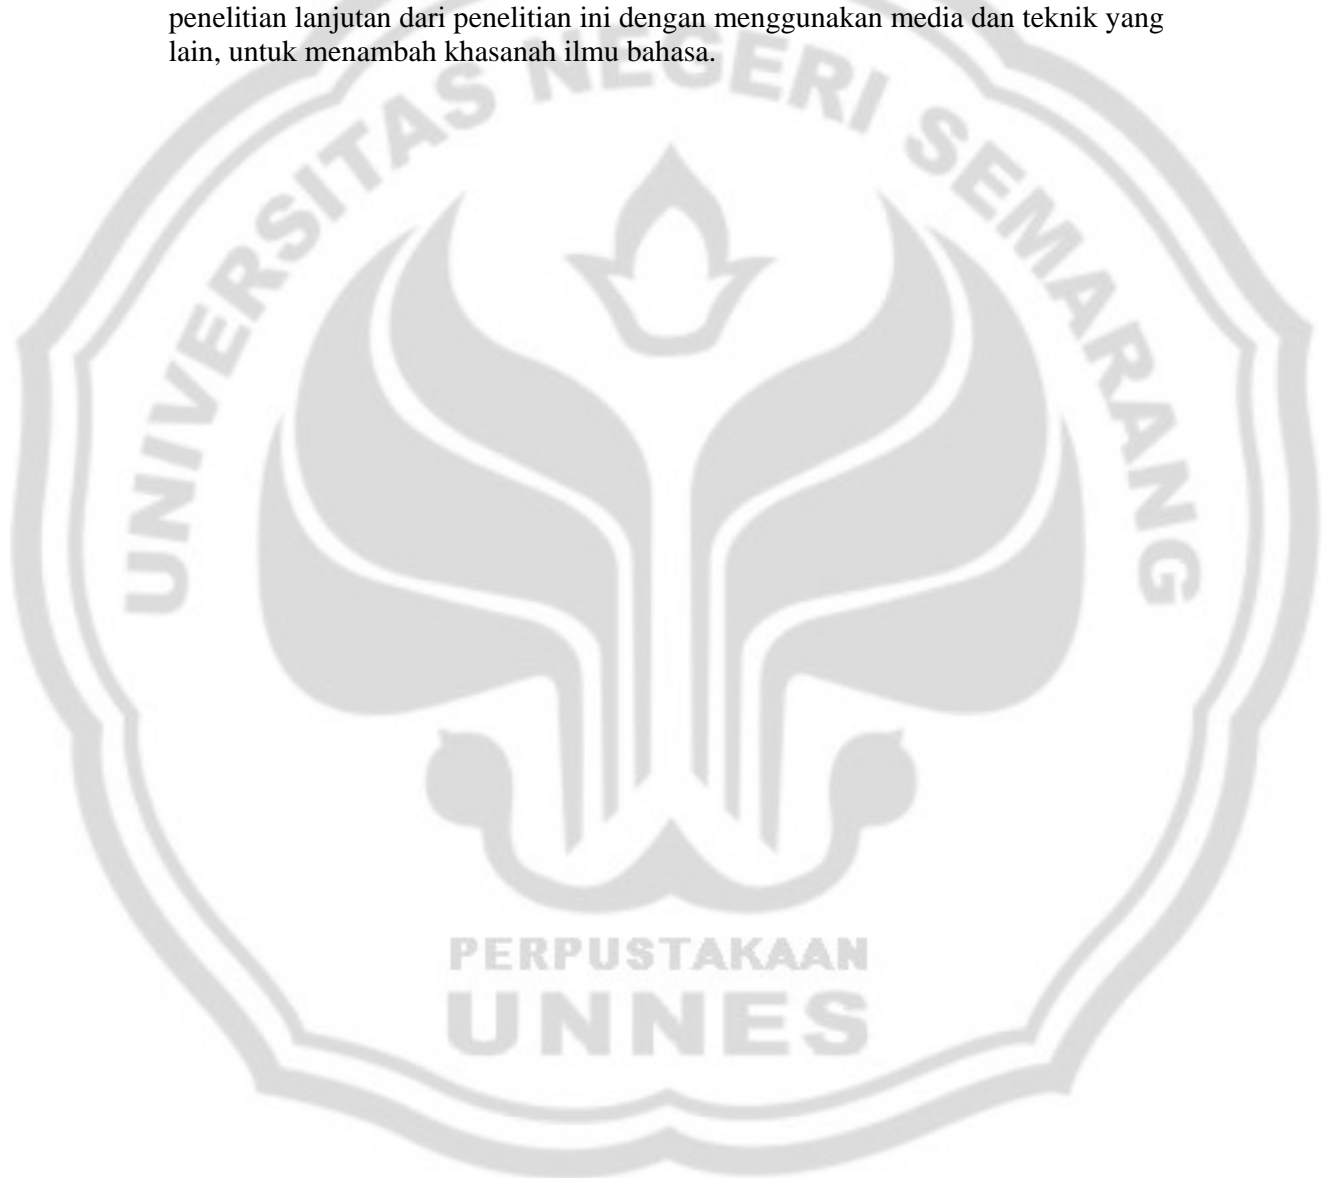 penelitian lanjutan dari penelitian ini dengan menggunakan media dan teknik yang
lain, untuk menambah khasanah ilmu bahasa.
UNIVERSITAS NEGERI SEMARANG
PERPUSTAKAAN
UNNES